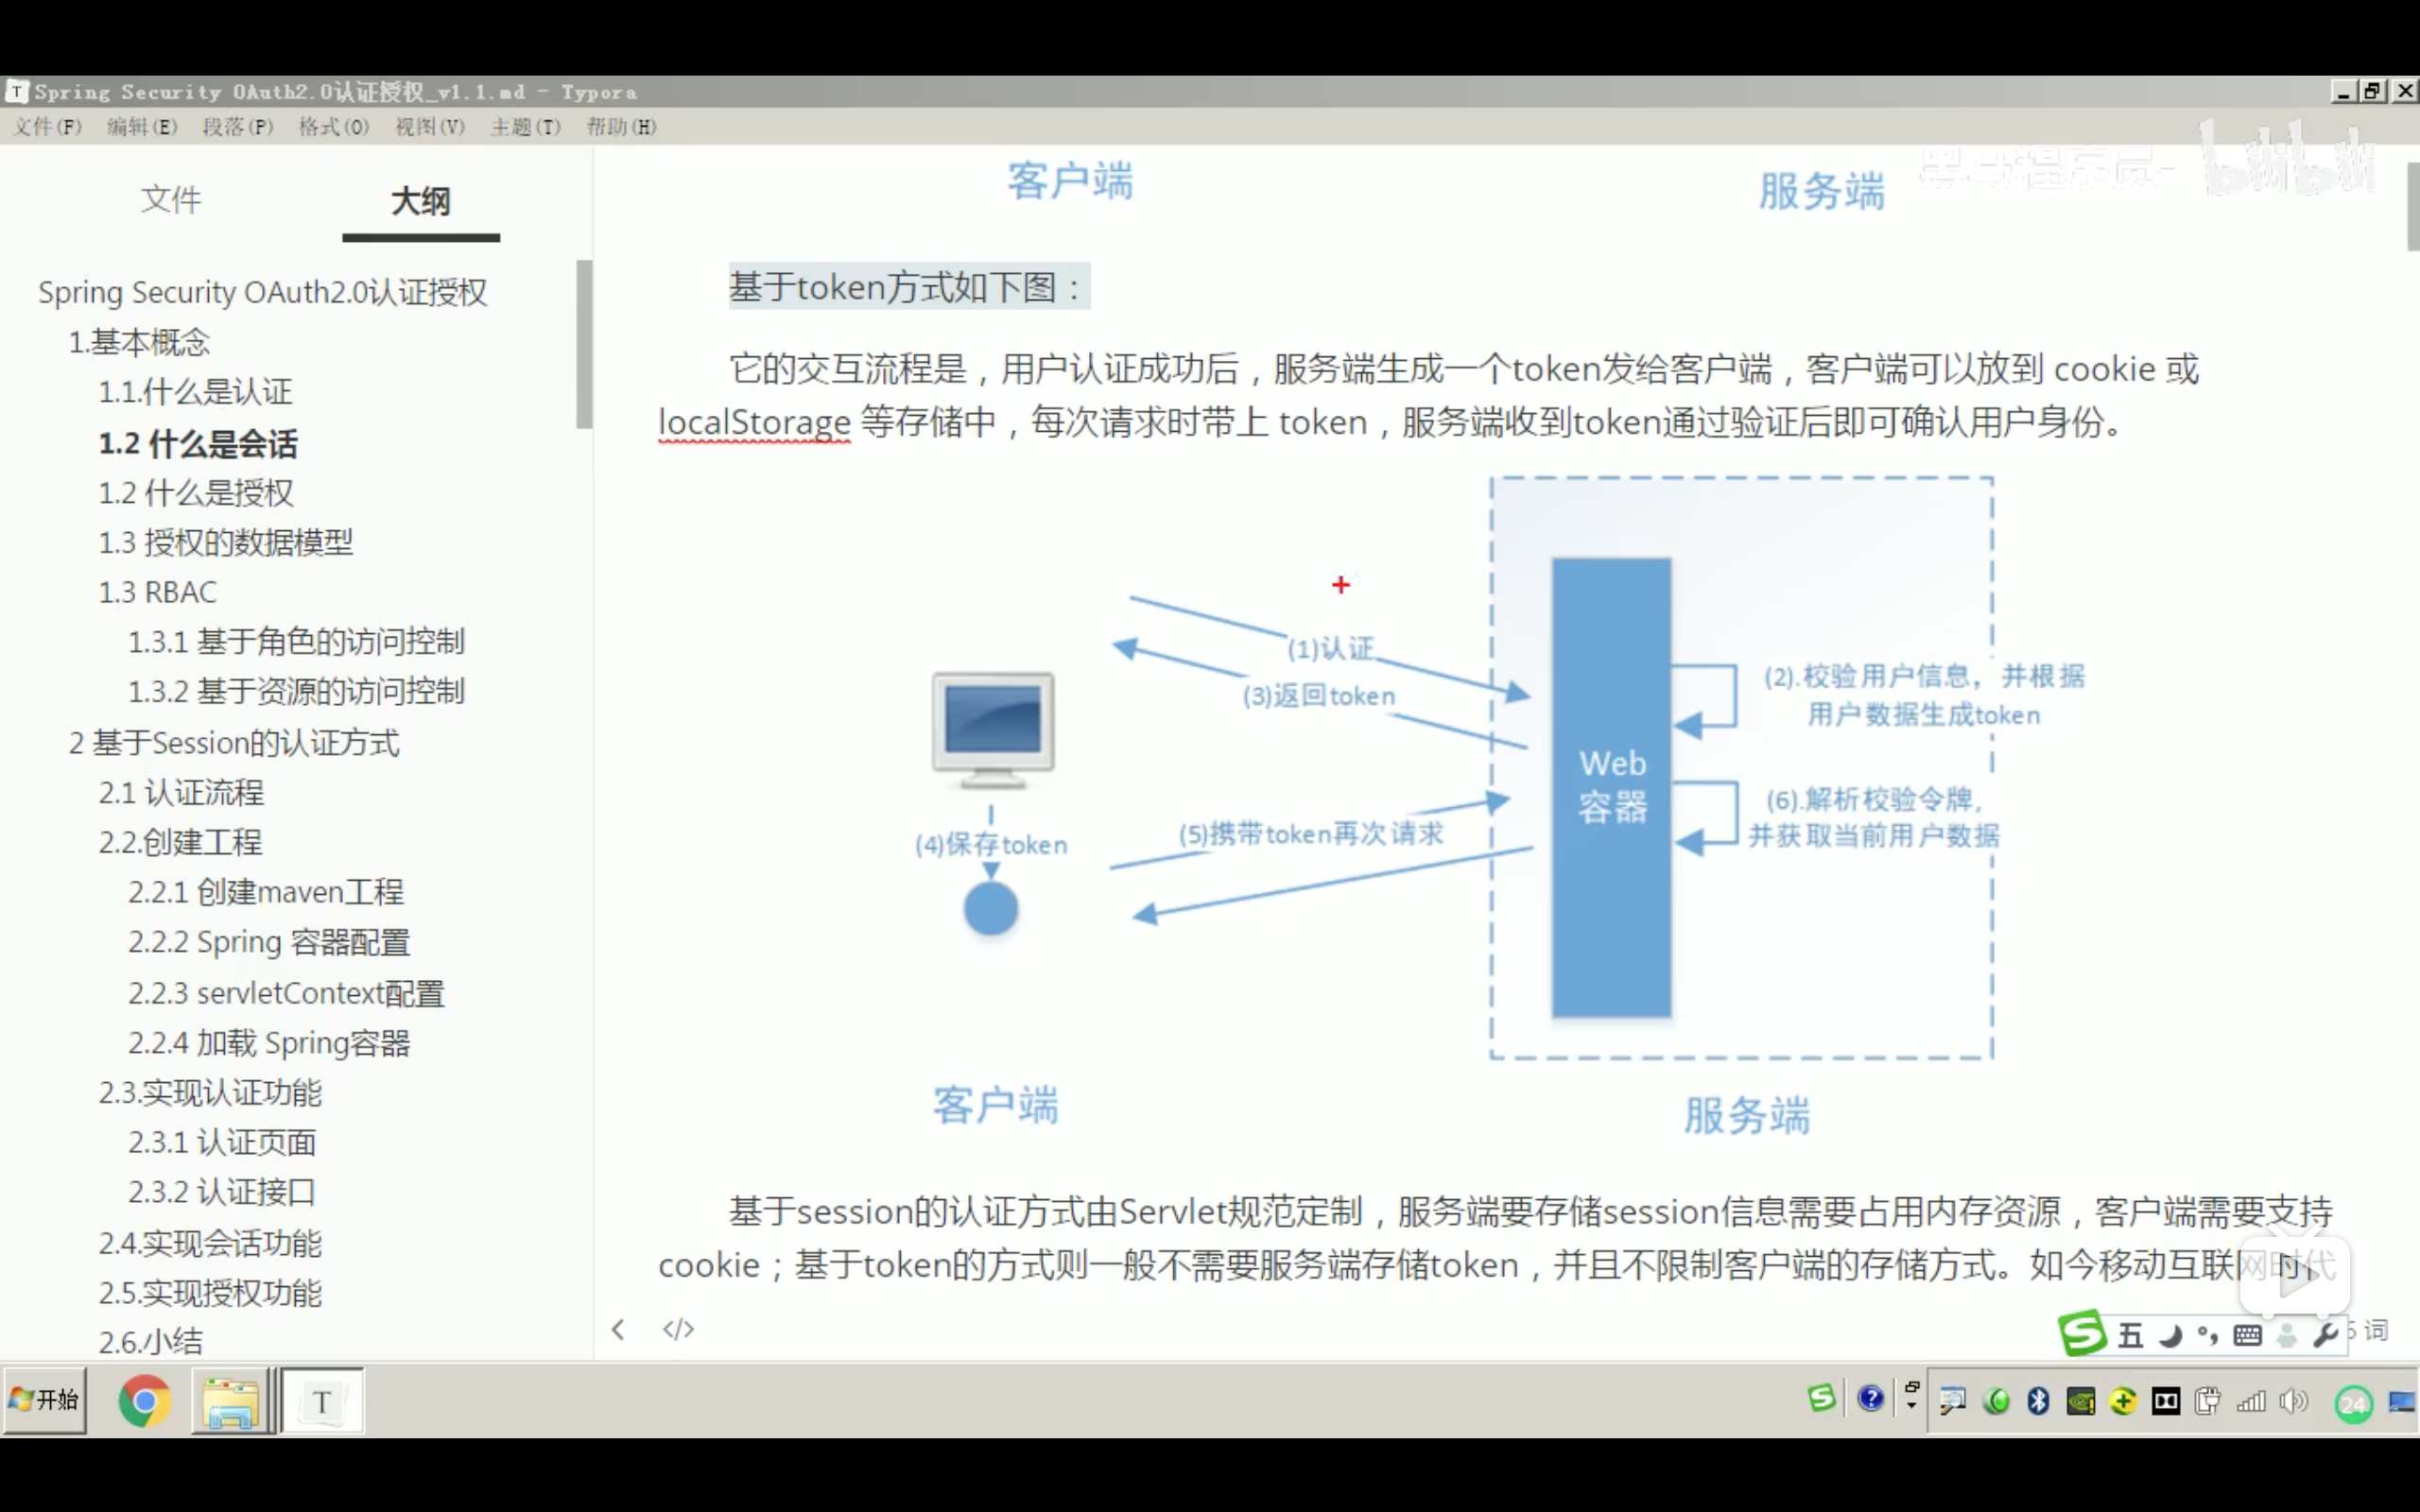 Spring Security OAuth2.0认证授权_v1.1.md - Typora
文件(F) 编辑(E) 段落(P) 格式(O) 视图(V) 主题(T) 帮助(H)
黑马程序员-
bilibili
文件
大纲
Spring Security OAuth2.0认证授权
1.基本概念
1.1.什么是认证
1.2 什么是会话
1.2 什么是授权
1.3 授权的数据模型
1.3 RBAC
1.3.1 基于角色的访问控制
1.3.2 基于资源的访问控制
2 基于Session的认证方式
2.1 认证流程
2.2.创建工程
2.2.1 创建maven工程
2.2.2 Spring 容器配置
2.2.3 servletContext配置
2.2.4 加载 Spring容器
2.3.实现认证功能
2.3.1 认证页面
2.3.2 认证接口
2.4.实现会话功能
2.5.实现授权功能
2.6.小结
客户端
服务端
基于token方式如下图：
它的交互流程是，用户认证成功后，服务端生成一个token发给客户端，客户端可以放到 cookie 或
localStorage 等存储中，每次请求时带上 token，服务端收到token通过验证后即可确认用户身份。
(1)认证
(3)返回token
(2).校验用户信息，并根据
用户数据生成token
Web
容器
(4)保存token
(5)携带token再次请求
(6).解析校验令牌，
并获取当前用户数据
客户端
服务端
基于session的认证方式由Servlet规范定制，服务端要存储session信息需要占用内存资源，客户端需要支持
cookie；基于token的方式则一般不需要服务端存储token，并且不限制客户端的存储方式。如今移动互联网时代
</>
五
词
开始
T
24